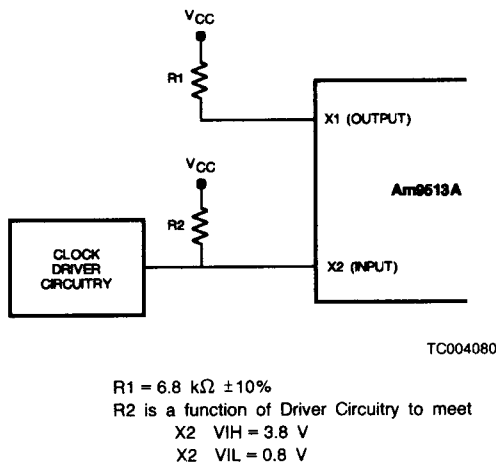 VCC
R1
X1 (OUTPUT)
VCC
Am9513A
R2
CLOCK
DRIVER
CIRCUITRY
X2 (INPUT)
TC004080
R1 = 6.8 kΩ ±10%
R2 is a function of Driver Circuitry to meet
X2 VIH = 3.8 V
X2 VIL = 0.8 V